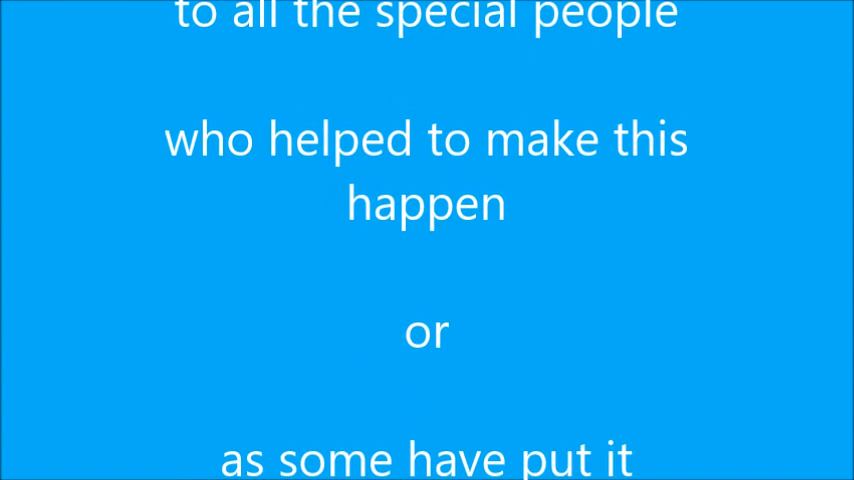 to all the special people
who helped to make this
happen
or
as some have put it